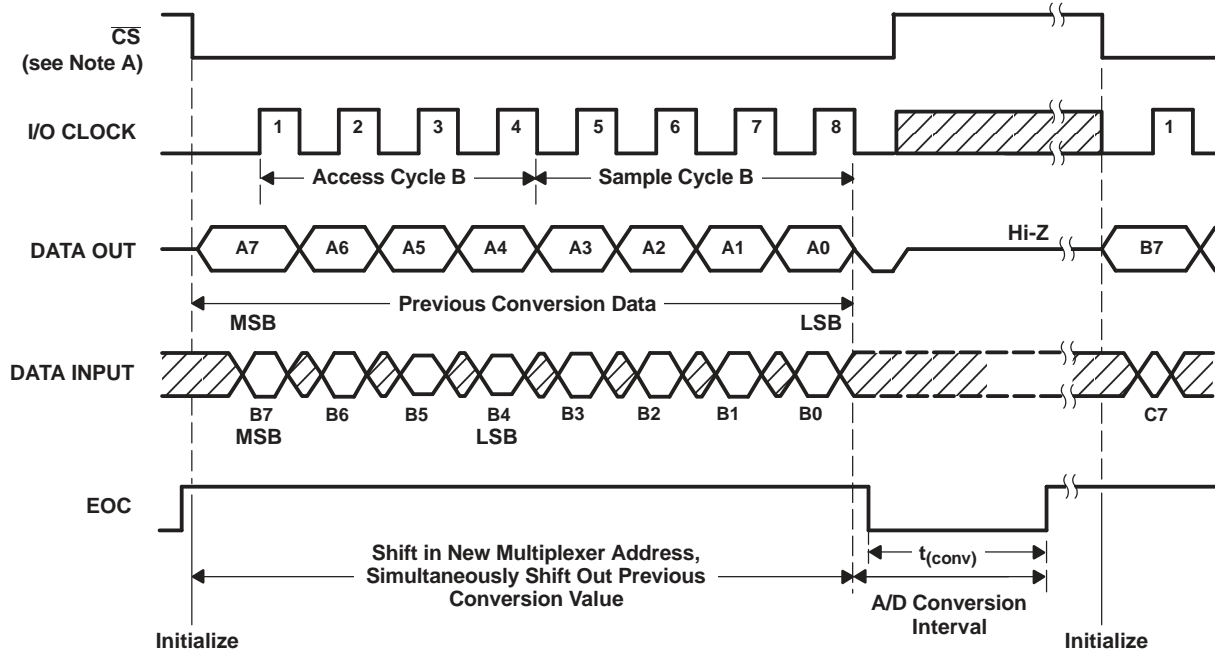 CS
(see Note A)
I/O CLOCK
1 2 3 4 5 6 7 8 1
Access Cycle B Sample Cycle B
DATA OUT
A7 A6 A5 A4 A3 A2 A1 A0 Hi-Z B7
Previous Conversion Data
MSB LSB
DATA INPUT
B7 B6 B5 B4 B3 B2 B1 B0 C7
MSB LSB
EOC
Shift in New Multiplexer Address,
Simultaneously Shift Out Previous
Conversion Value
t(conv)
A/D Conversion
Interval
Initialize Initialize